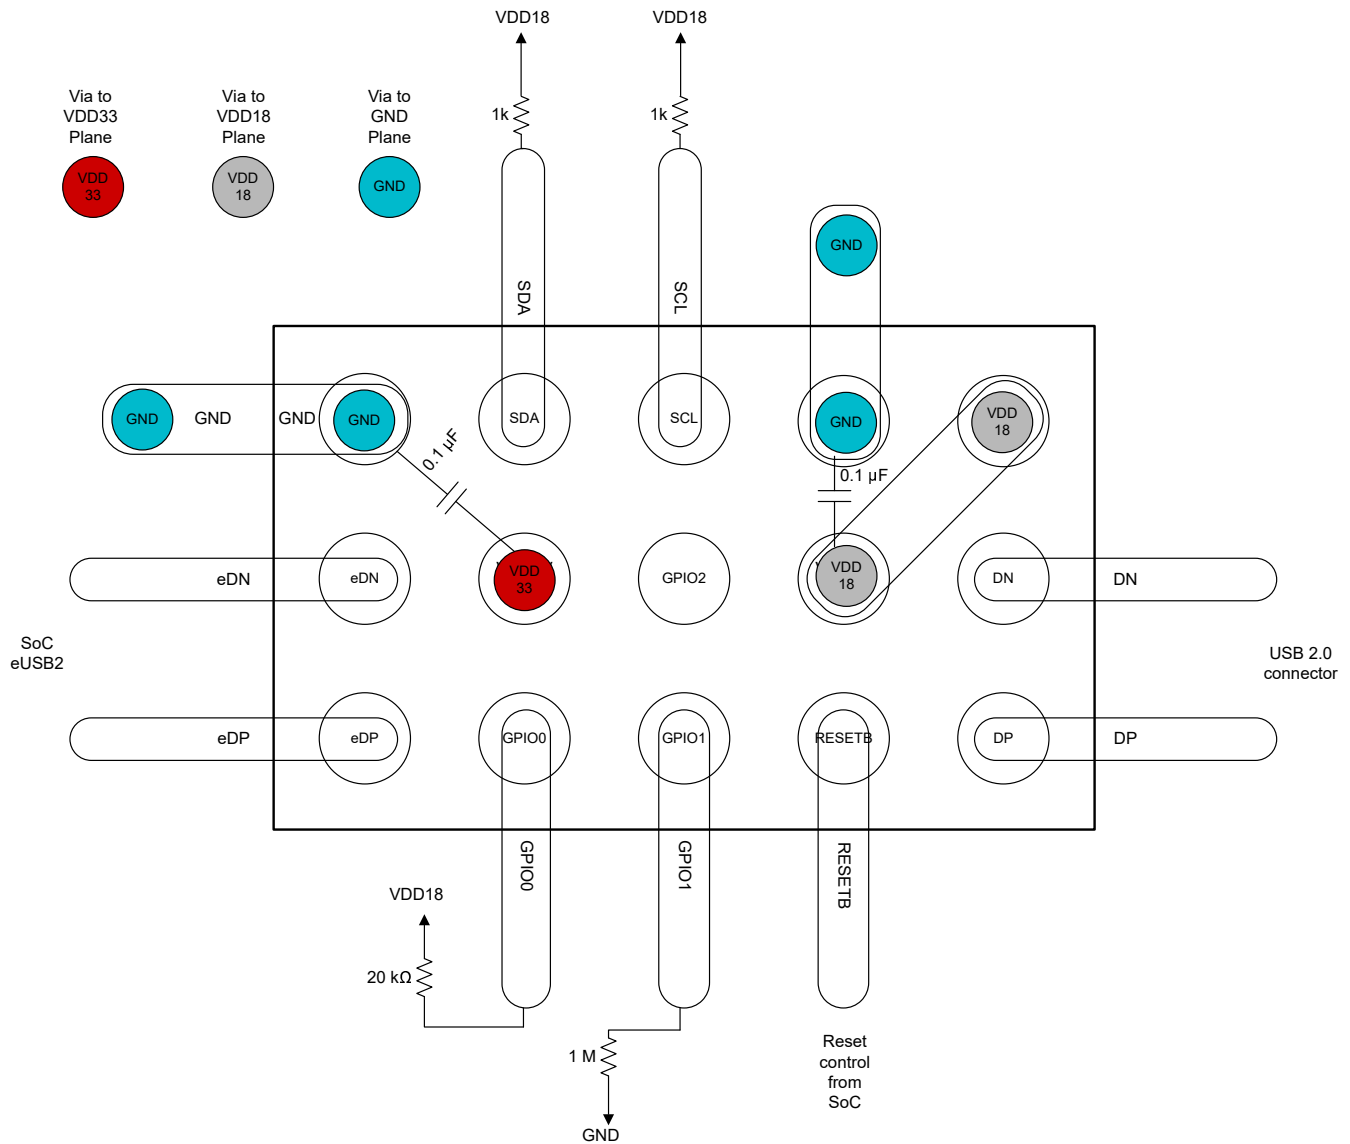 VDD18
VDD18
Via to
VDD33
Plane
Via to
VDD18
Plane
Via to
GND
Plane
1k
1k
VDD
33
VDD
18
GND
GND
SDA
SCL
GND
GND
GND
GND
SDA
SCL
GND
VDD
18
0.1 µF
0.1 µF
eDN
eDN
VDD
33
GPIO2
VDD
18
DN
DN
SoC
eUSB2
USB 2.0
connector
eDP
eDP
GPIO0
GPIO1
RESETB
DP
DP
GPIO0
GPIO1
RESETB
VDD18
20 kΩ
1 M
Reset
control
from
SoC
GND